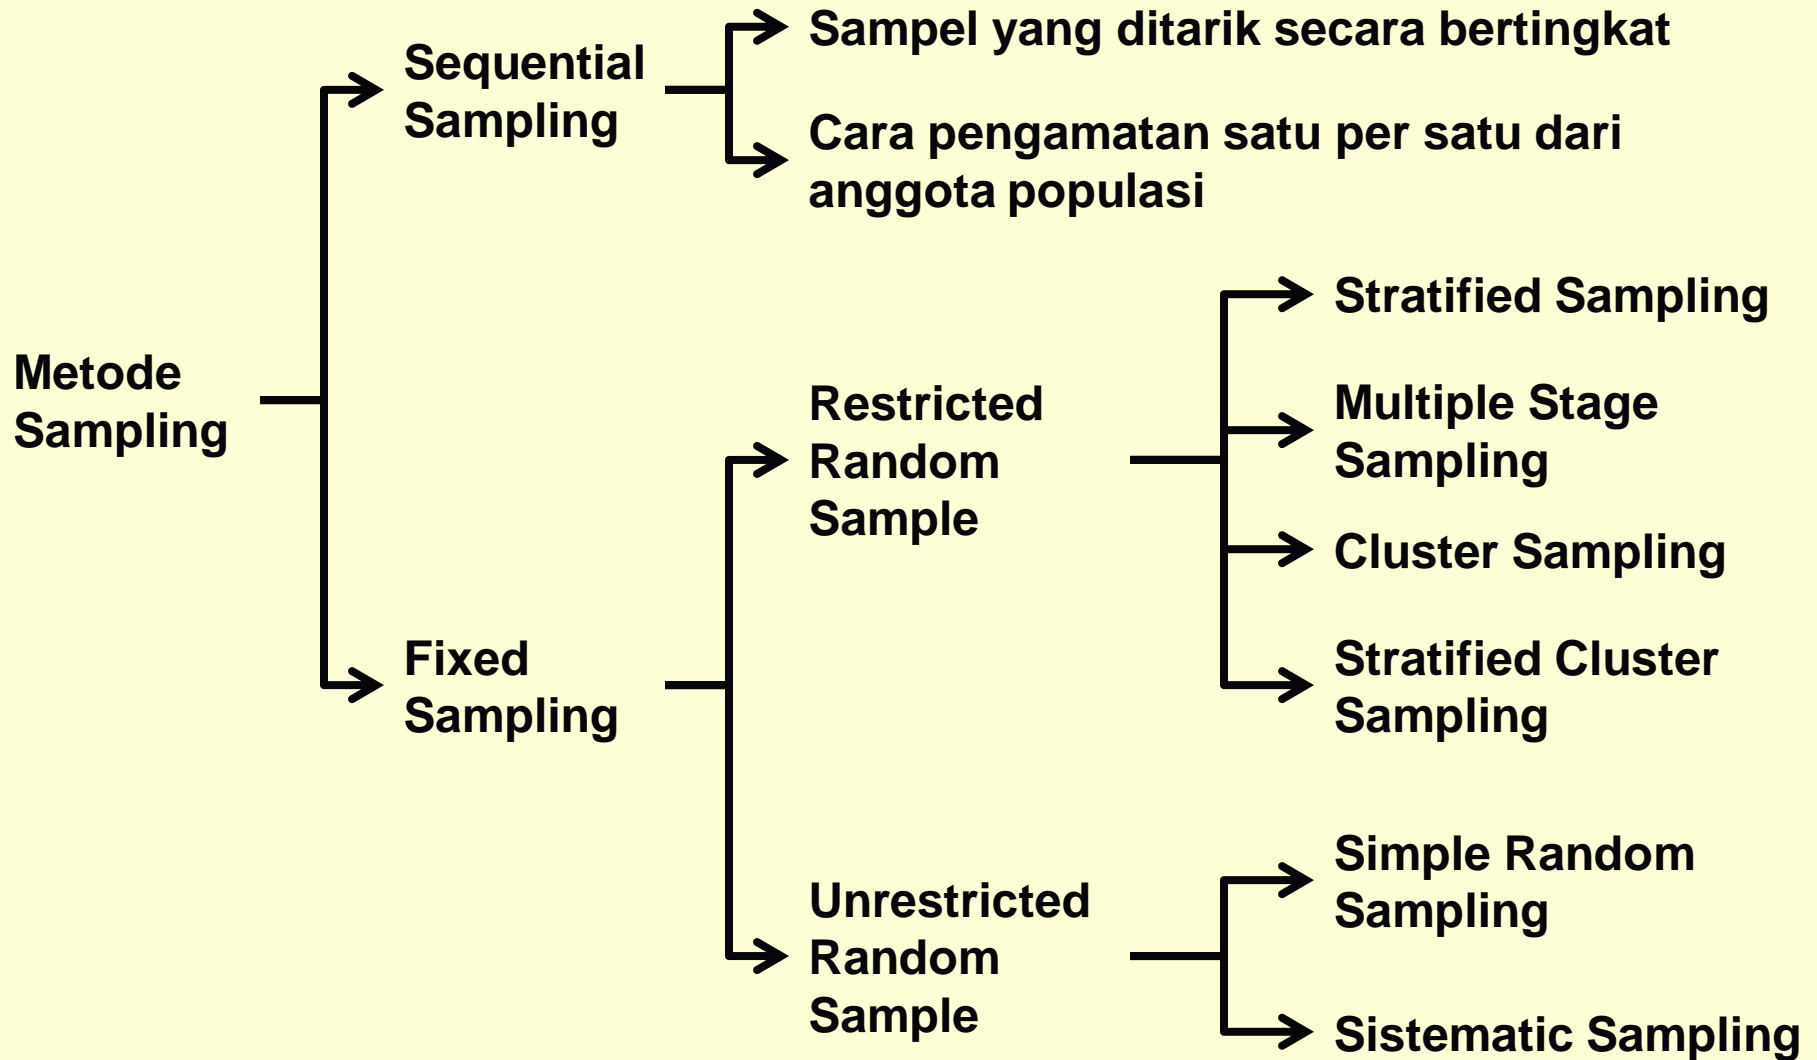 Metode
Sampling
Sequential
Sampling
Sampel yang ditarik secara bertingkat
Cara pengamatan satu per satu dari
anggota populasi
Fixed
Sampling
Restricted
Random
Sample
Stratified Sampling
Multiple Stage
Sampling
Cluster Sampling
Stratified Cluster
Sampling
Unrestricted
Random
Sample
Simple Random
Sampling
Sistematic Sampling